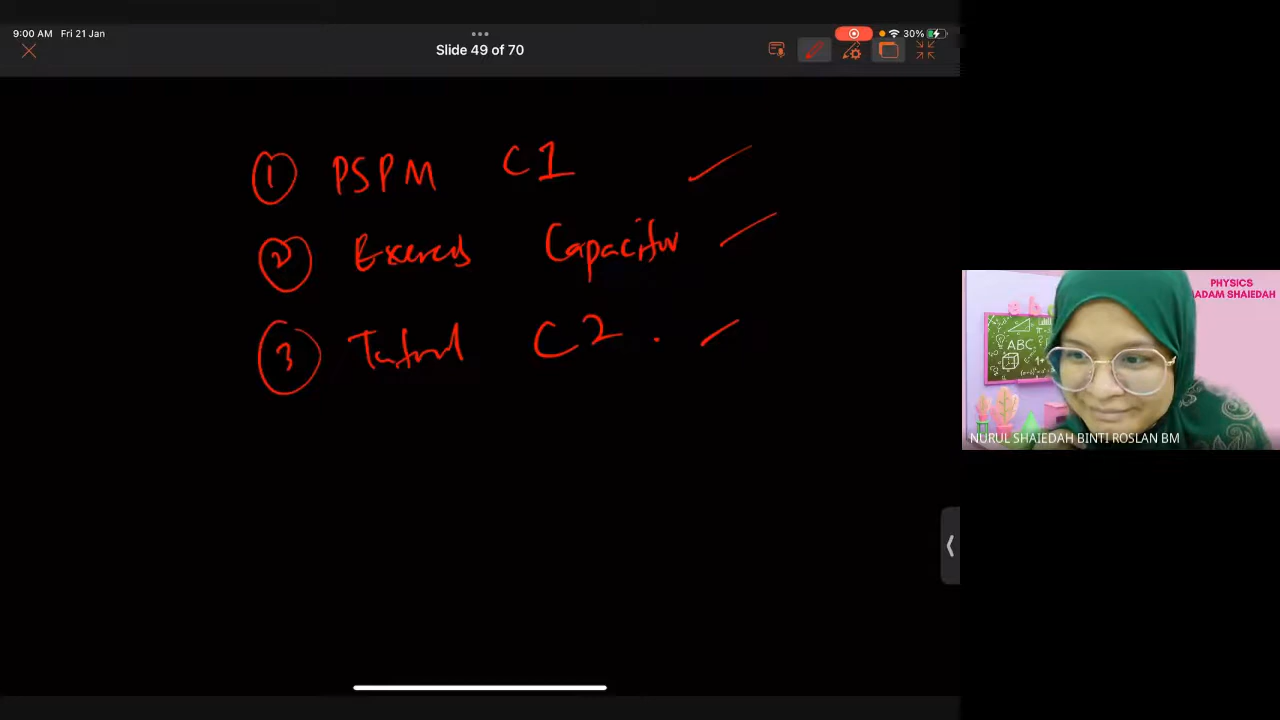 9:00 AM Fri 21 Jan
30%
Slide 49 of 70
1 PSPM C1
2 Exercis Capacitor
3 Tutorial C2.
PHYSICS
MADAM SHAIEDAH
a b
ABC
NURUL SHAIEDAH BINTI ROSLAN BM